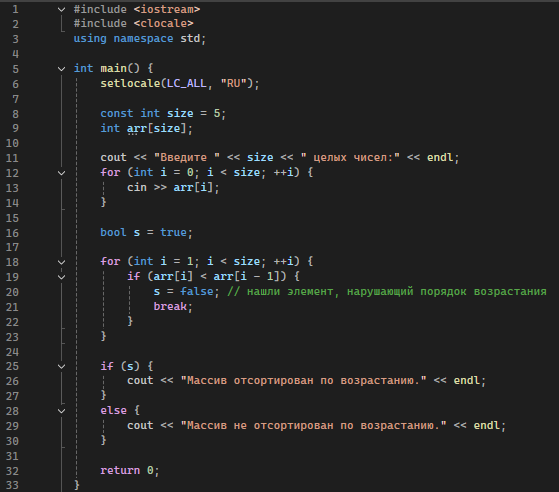 1 #include <iostream>
2 #include <clocale>
3 using namespace std;
4
5 int main() {
6 setlocale(LC_ALL, "RU");
7
8 const int size = 5;
9 int arr[size];
10
11 cout << "Введите " << size << " целых чисел:" << endl;
12 for (int i = 0; i < size; ++i) {
13 cin >> arr[i];
14 }
15
16 bool s = true;
17
18 for (int i = 1; i < size; ++i) {
19 if (arr[i] < arr[i - 1]) {
20 s = false; // нашли элемент, нарушающий порядок возрастания
21 break;
22 }
23 }
24
25 if (s) {
26 cout << "Массив отсортирован по возрастанию." << endl;
27 }
28 else {
29 cout << "Массив не отсортирован по возрастанию." << endl;
30 }
31
32 return 0;
33 }